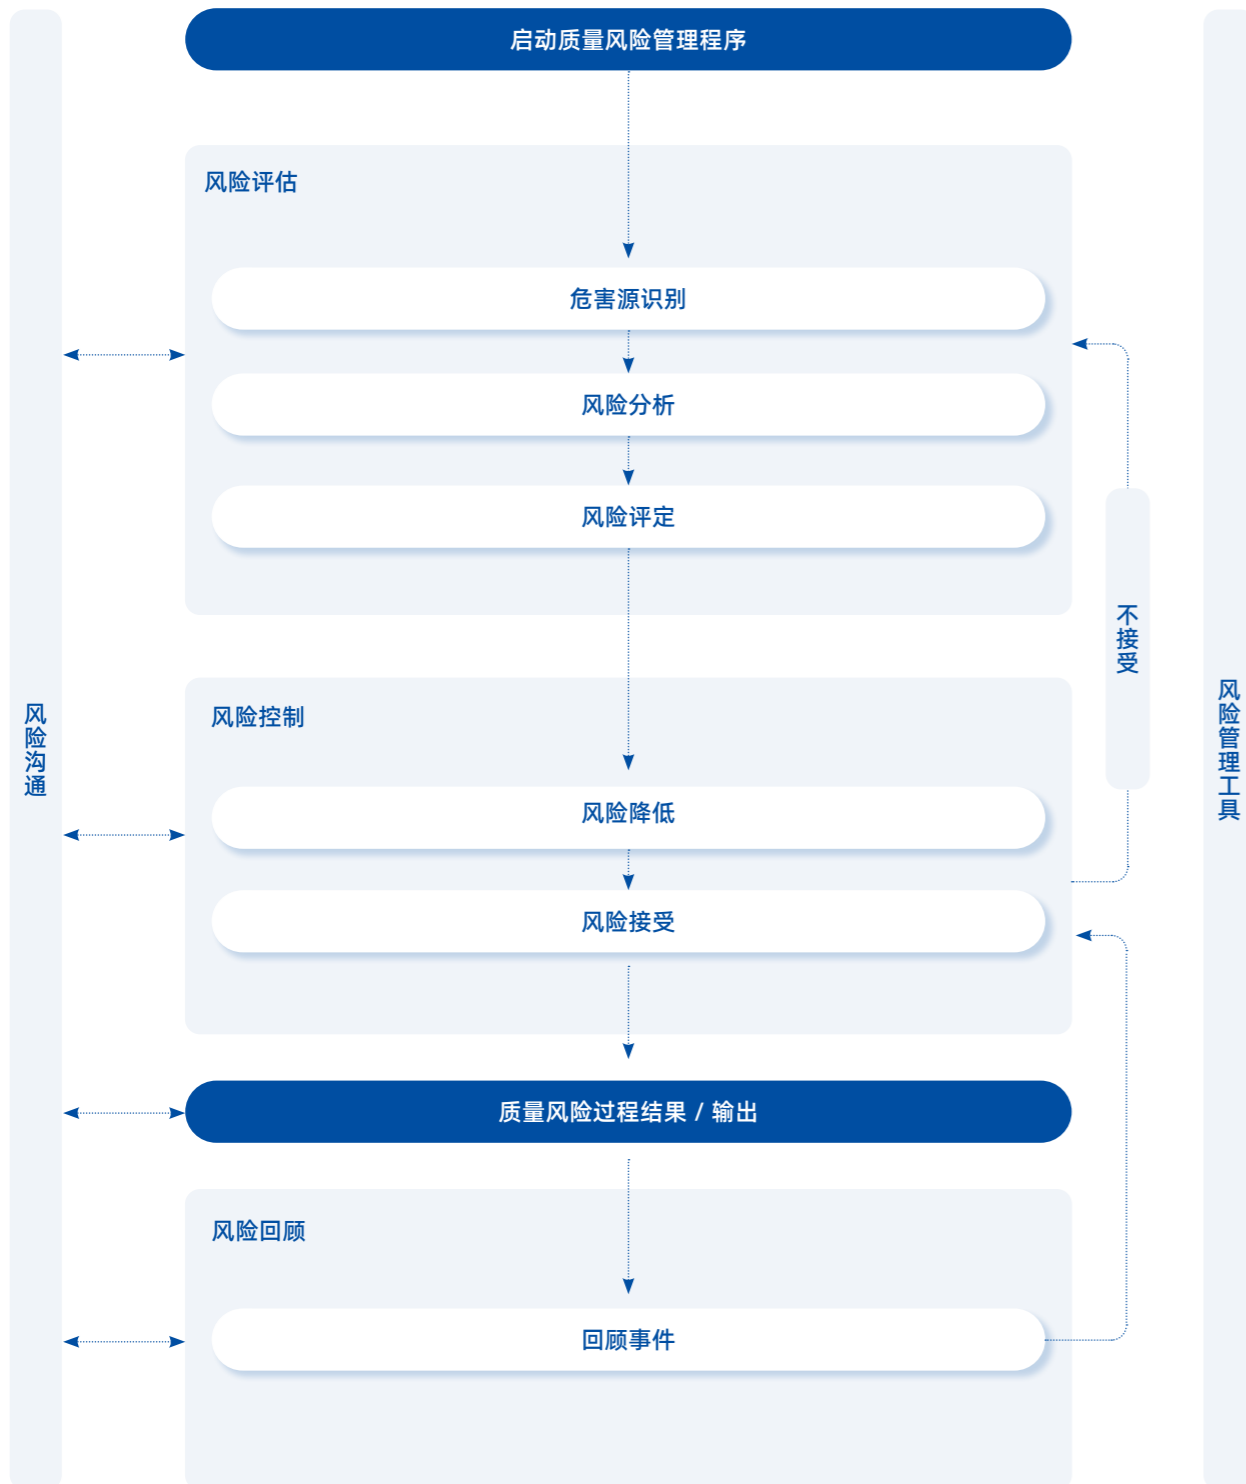 启动质量风险管理程序
风险评估
危害源识别
风险分析
风险评定
不接受
风险沟通
风险管理工具
风险控制
风险降低
风险接受
质量风险过程结果 / 输出
风险回顾
回顾事件